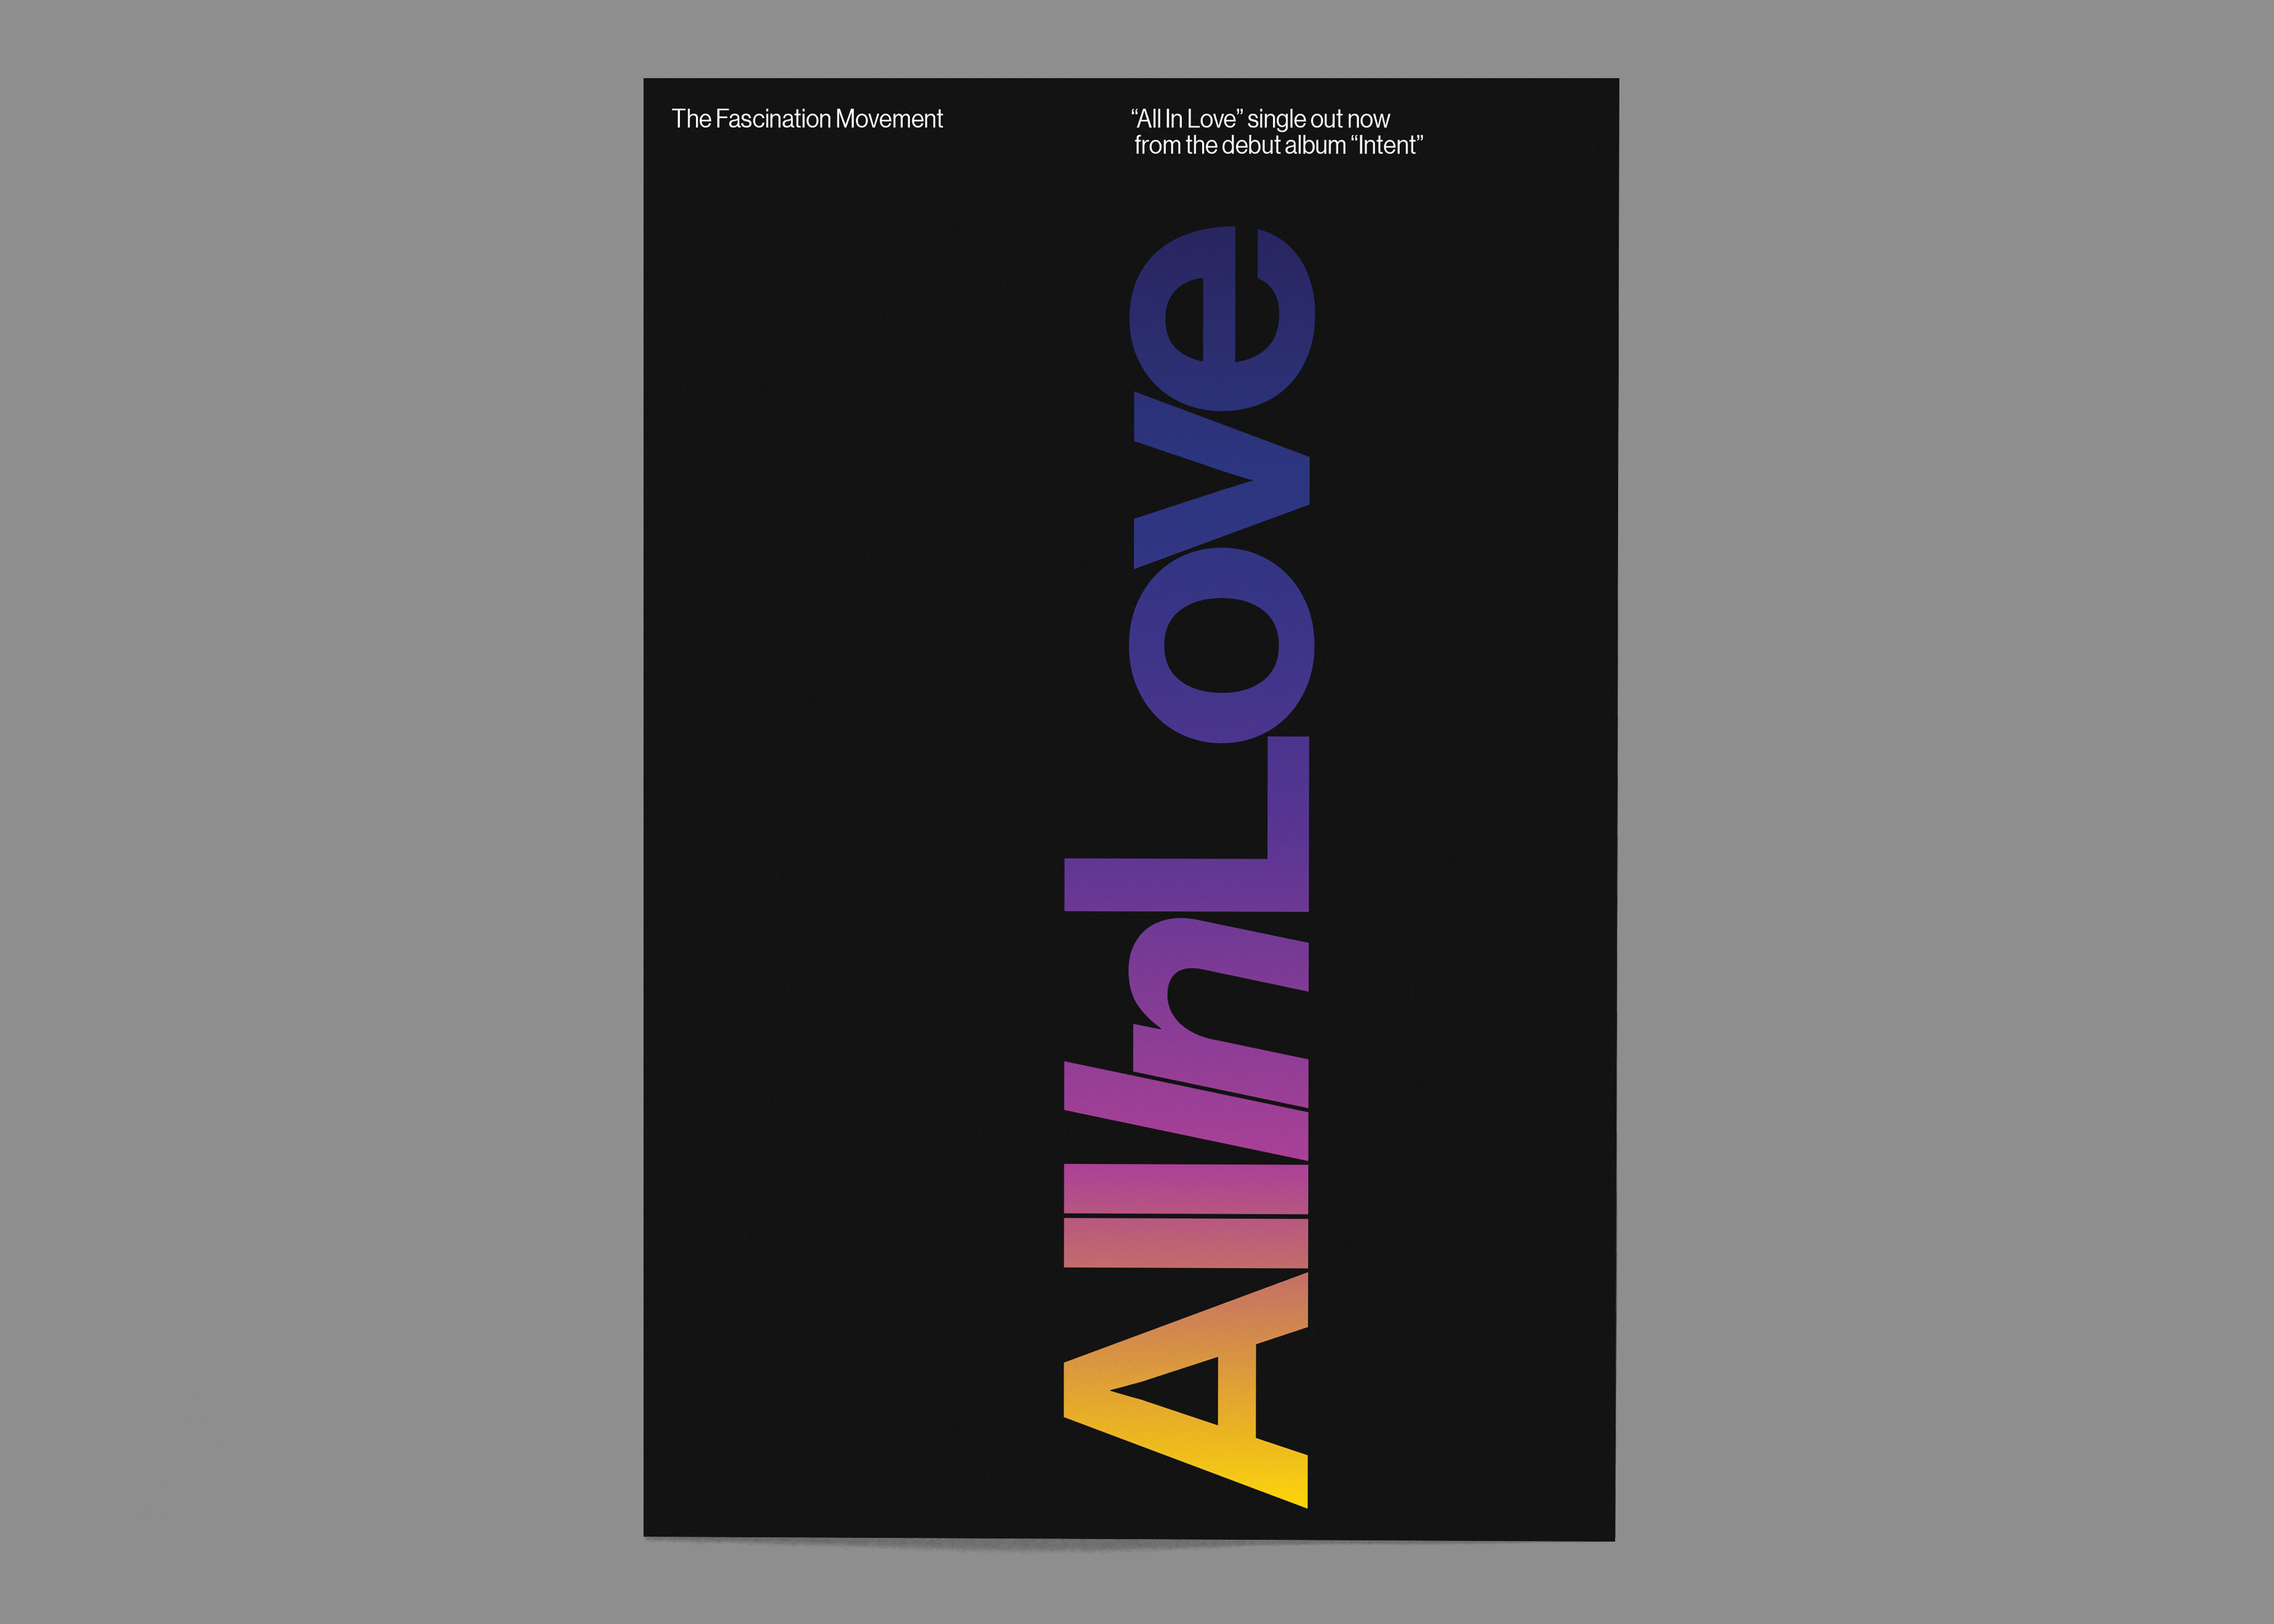 The Fascination Movement
“All In Love” single out now
from the debut album “Intent”
AllInLove